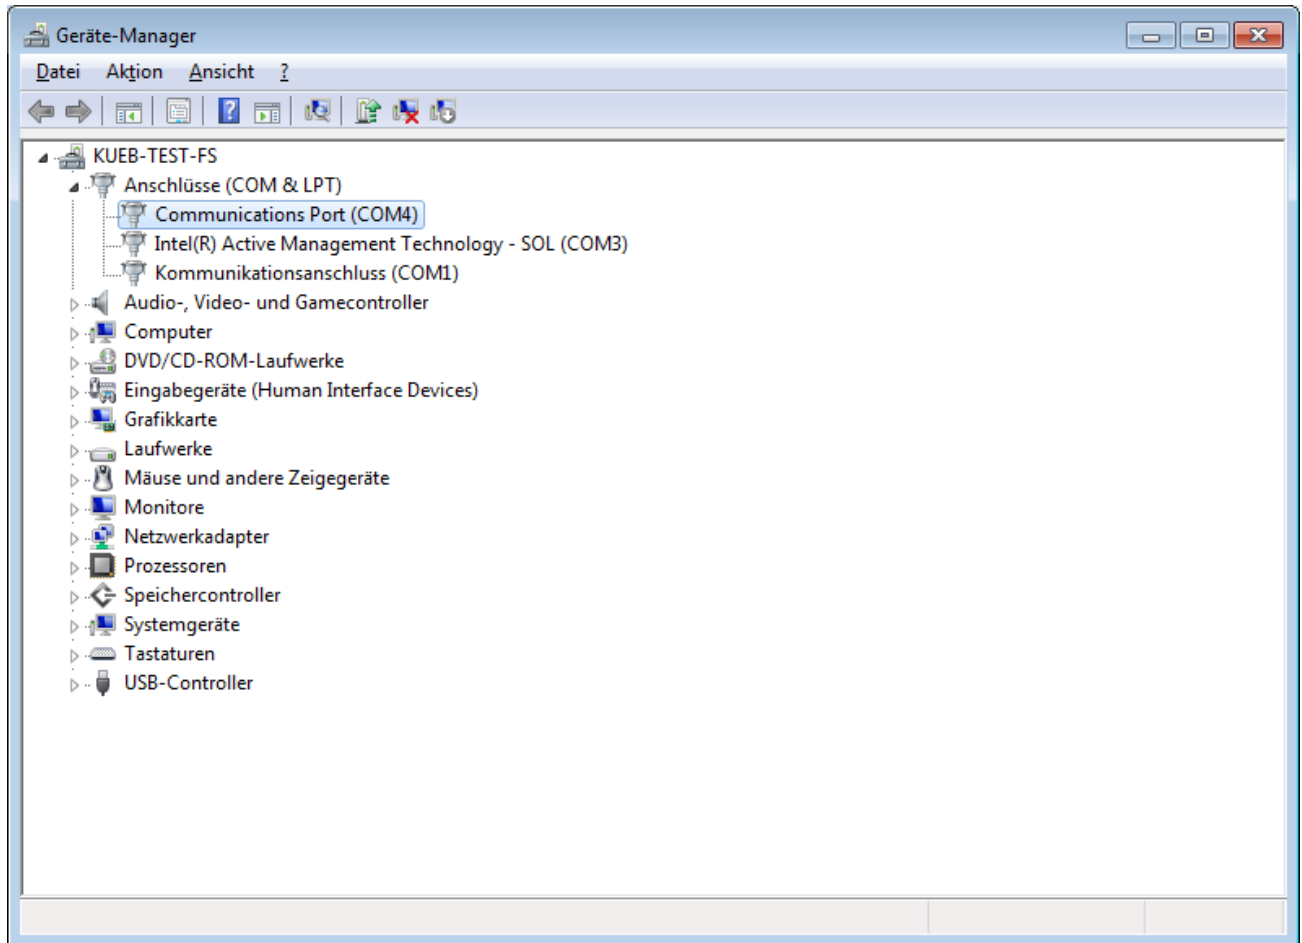 Geräte-Manager
Datei Aktion Ansicht ?
?
KUEB-TEST-FS
Anschlüsse (COM & LPT)
Communications Port (COM4)
Intel(R) Active Management Technology - SOL (COM3)
Kommunikationsanschluss (COM1)
Audio-, Video- und Gamecontroller
Computer
DVD/CD-ROM-Laufwerke
Eingabegeräte (Human Interface Devices)
Grafikkarte
Laufwerke
Mäuse und andere Zeigegeräte
Monitore
Netzwerkadapter
Prozessoren
Speichercontroller
Systemgeräte
Tastaturen
USB-Controller